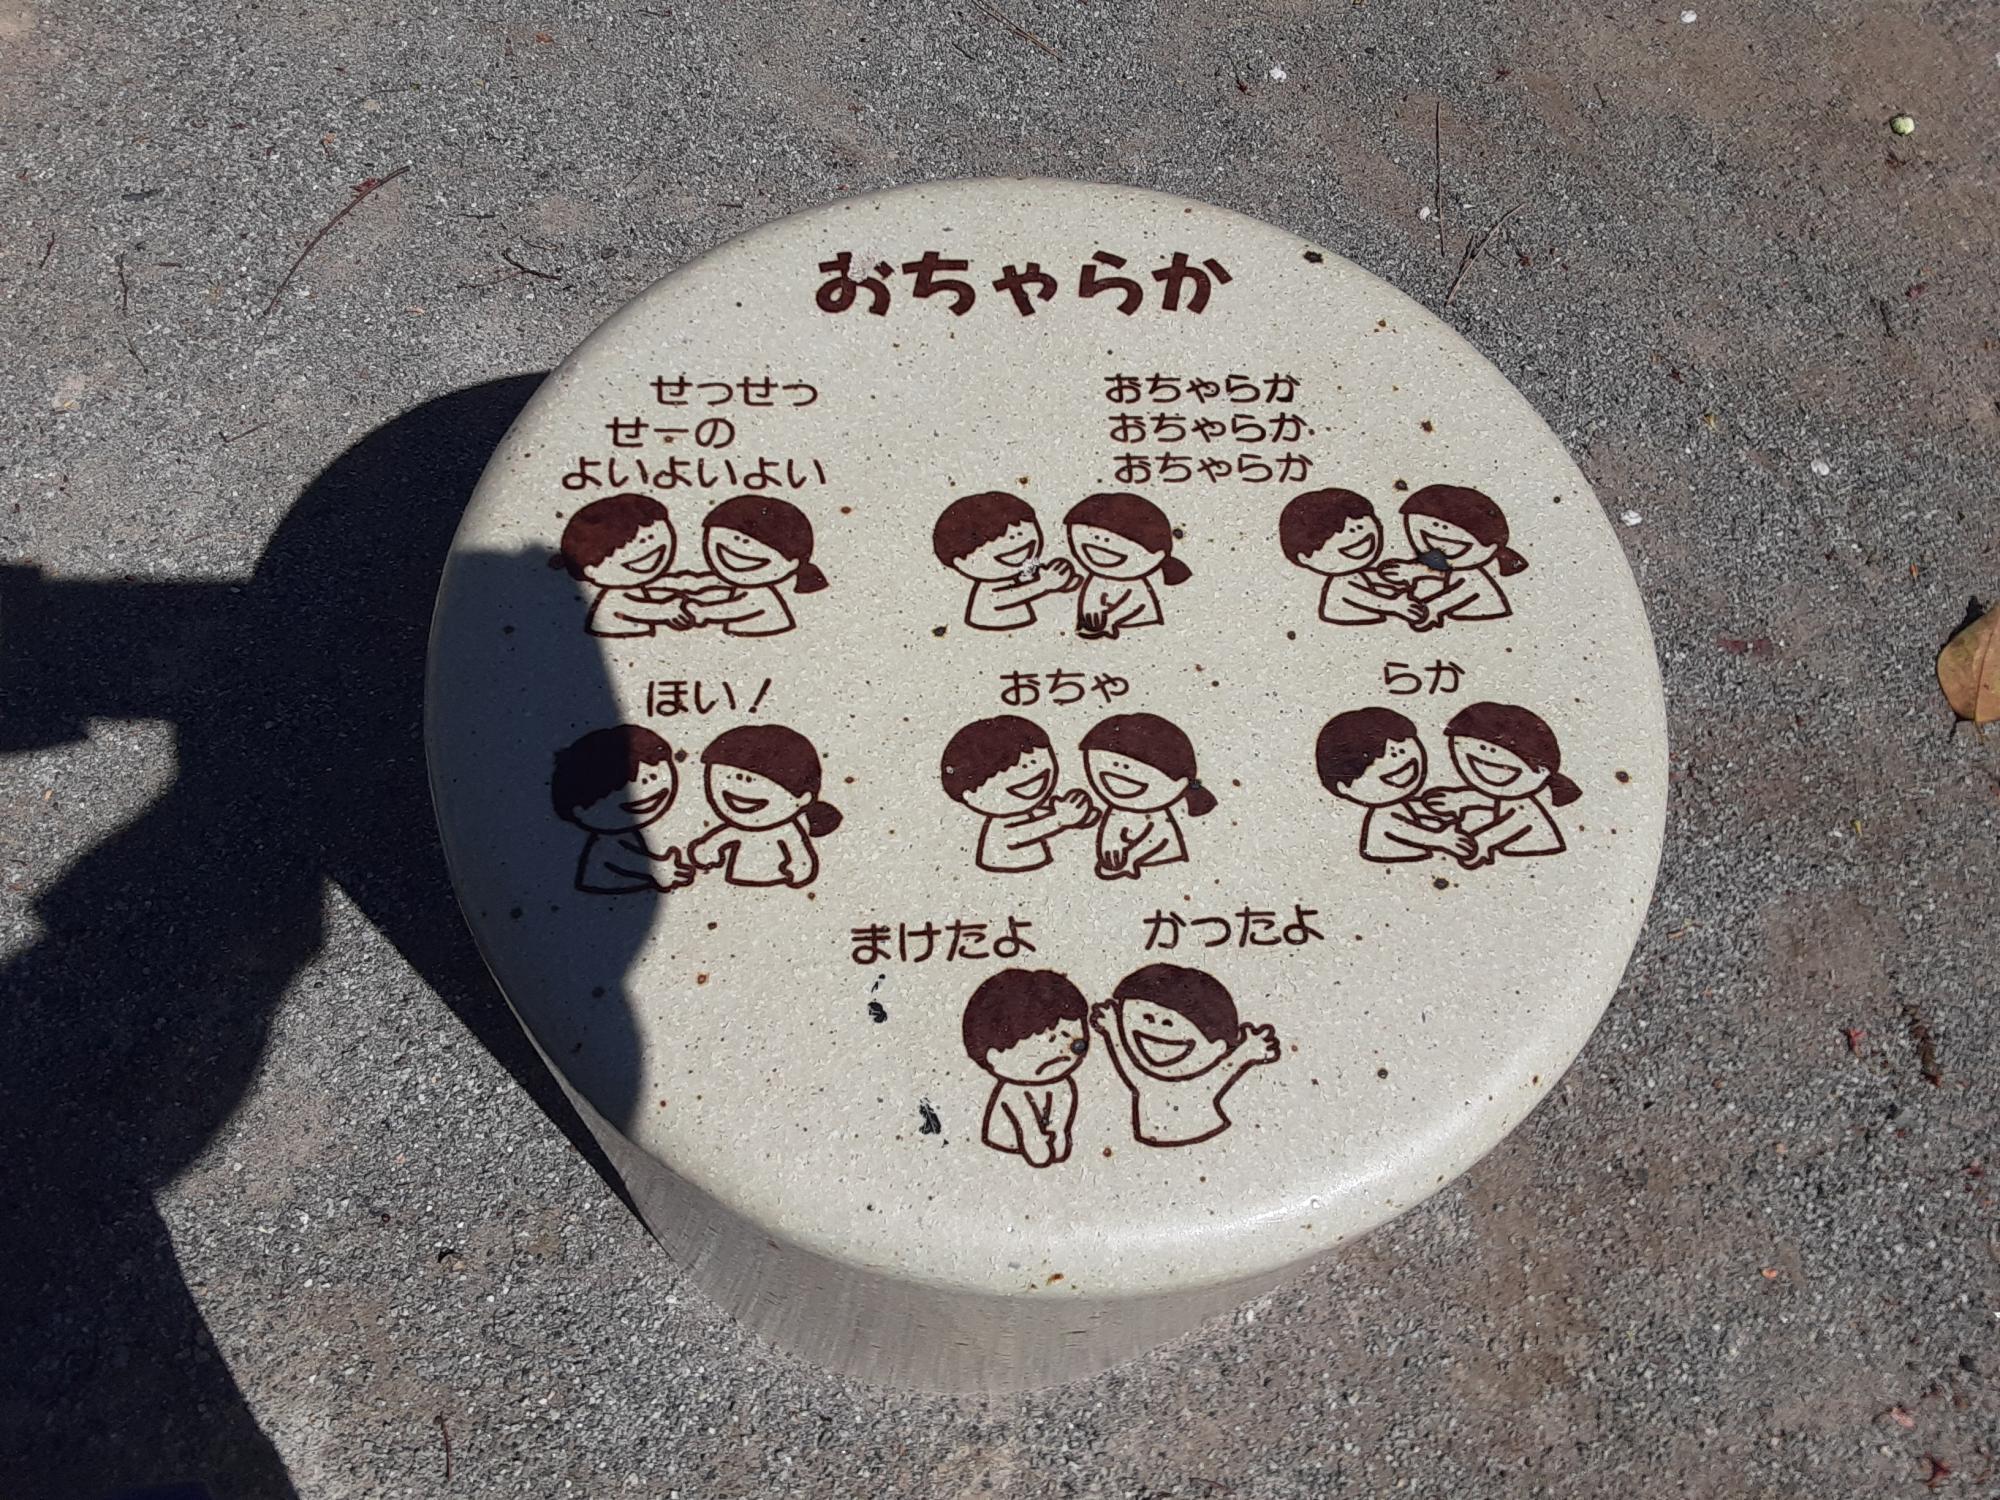 おちゃらか
せっせっ
せーの
よいよいよい
おちゃらか
おちゃらか
おちゃらか
ほい！
おちゃ
らか
まけたよ
かったよ